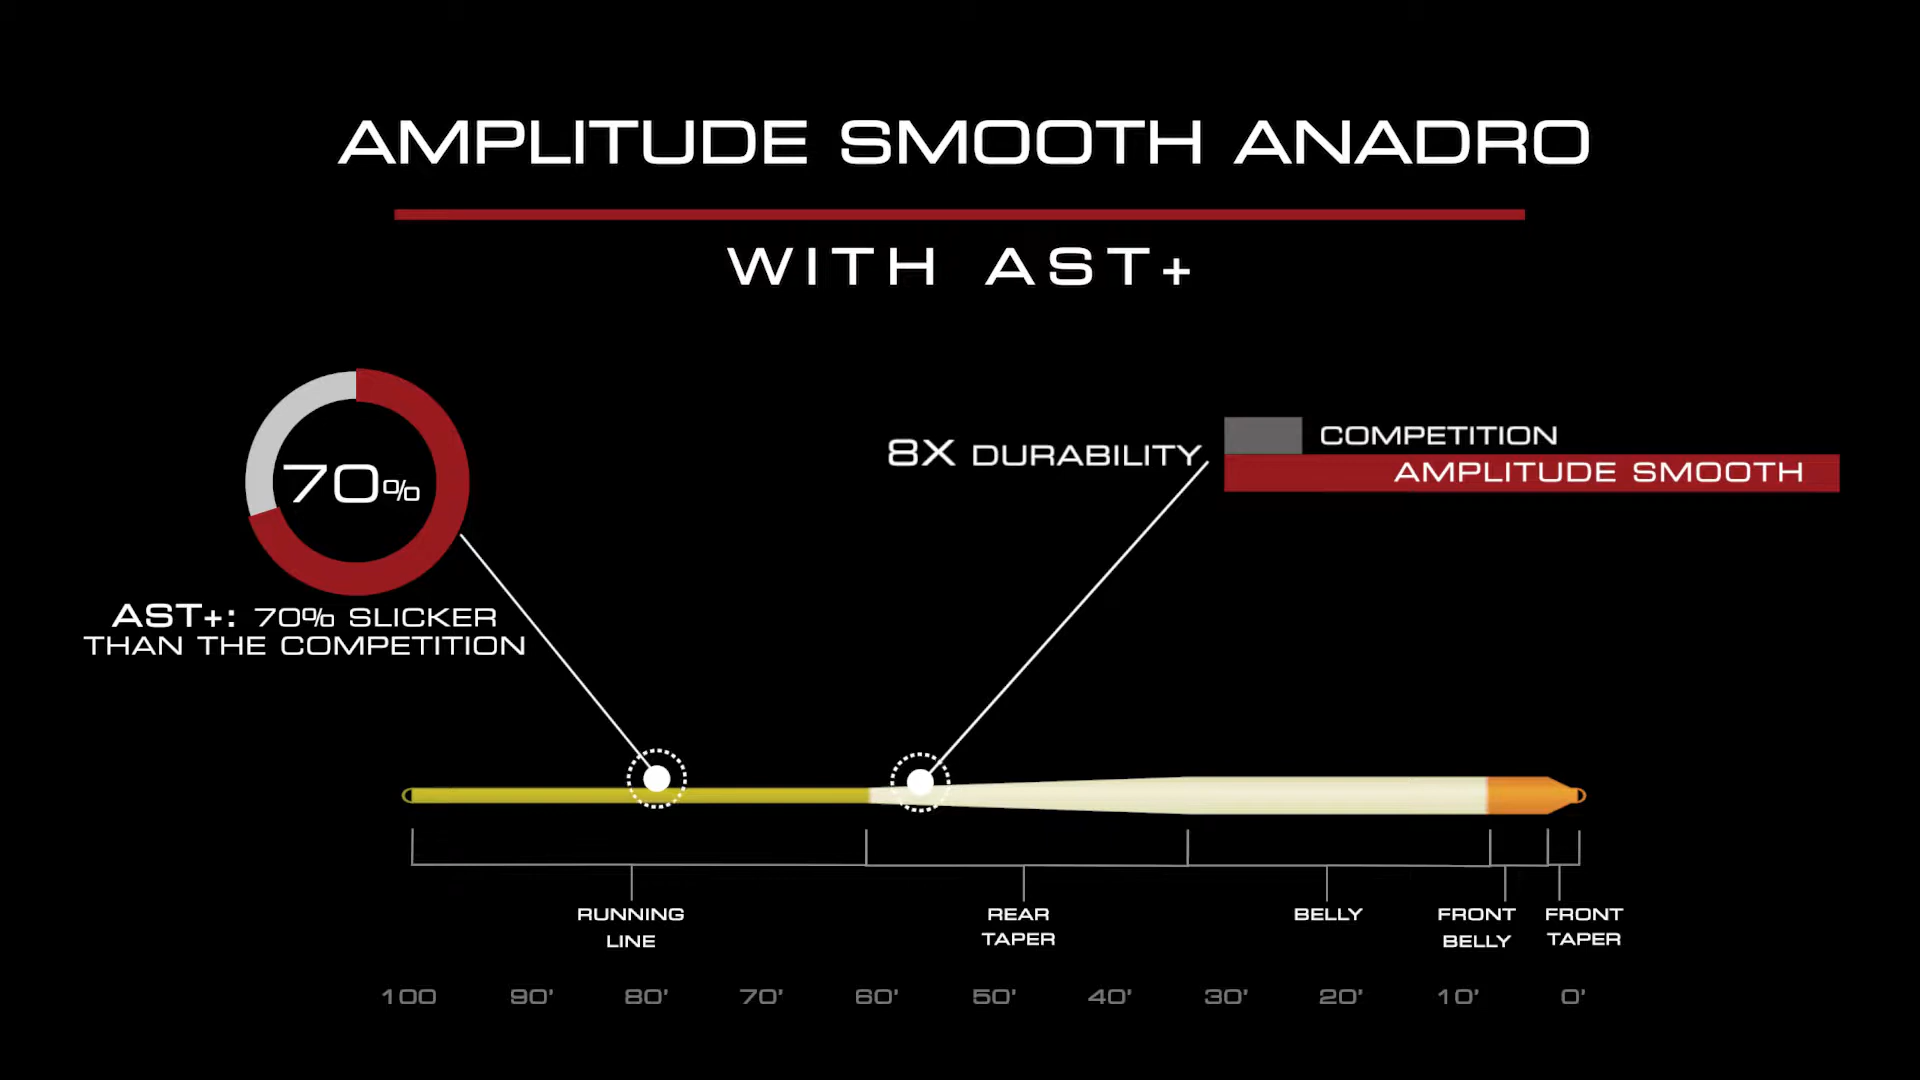 AMPLITUDE SMOOTH ANADRO
WITH AST+
70%
AST+: 70% SLICKER
THAN THE COMPETITION
8X DURABILITY
COMPETITION
AMPLITUDE SMOOTH
RUNNING
LINE
REAR
TAPER
BELLY
FRONT
BELLY
FRONT
TAPER
100 90' 80' 70' 60' 50' 40' 30' 20' 10' 0'